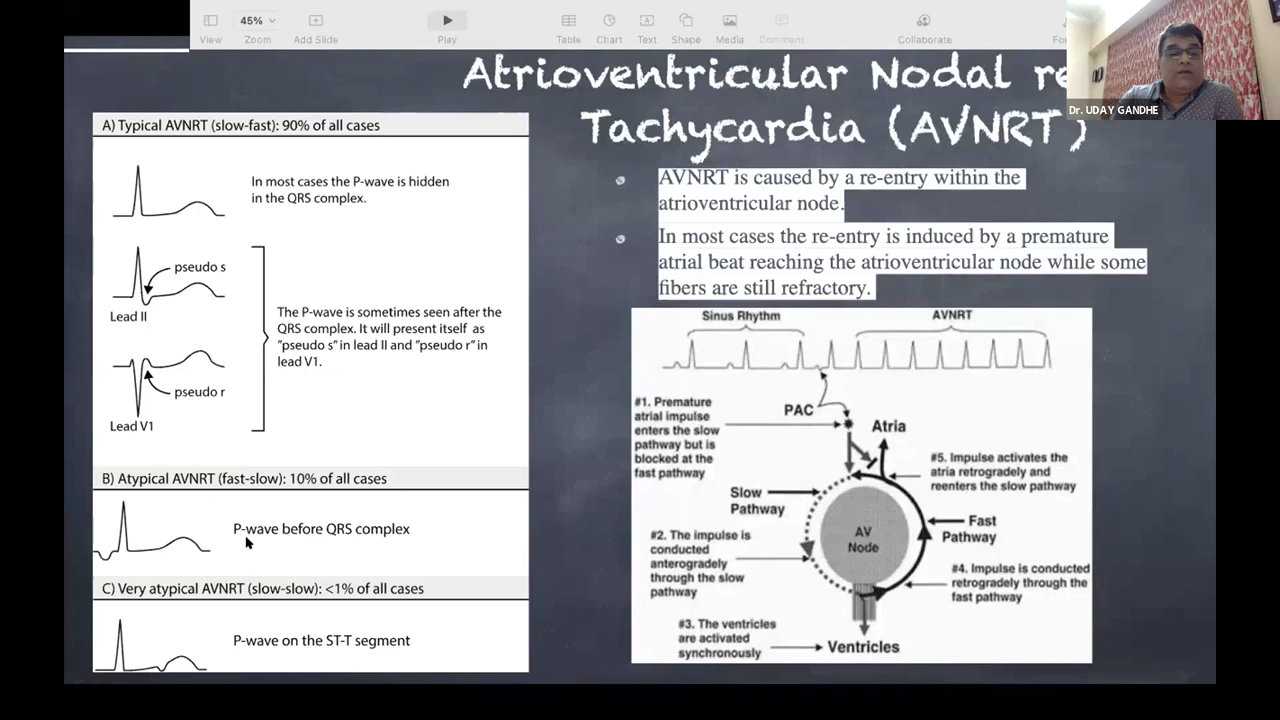 45%
View
Zoom
Add Slide
Play
Table
Chart
Text
Shape
Media
Comment
Collaborate
Dr. UDAY GANDHE
Atrioventricular Nodal re
Tachycardia (AVNRT)
A) Typical AVNRT (slow-fast): 90% of all cases
In most cases the P-wave is hidden
in the QRS complex.
pseudo s
Lead II
The P-wave is sometimes seen after the
QRS complex. It will present itself as
"pseudo s" in lead II and "pseudo r" in
lead V1.
pseudo r
Lead V1
B) Atypical AVNRT (fast-slow): 10% of all cases
P-wave before QRS complex
C) Very atypical AVNRT (slow-slow): <1% of all cases
P-wave on the ST-T segment
AVNRT is caused by a re-entry within the
atrioventricular node.
In most cases the re-entry is induced by a premature
atrial beat reaching the atrioventricular node while some
fibers are still refractory.
Sinus Rhythm
AVNRT
#1. Premature
atrial impulse
enters the slow
pathway but is
blocked at the
fast pathway
PAC
Atria
#5. Impulse activates the
atria retrogradely and
reenters the slow pathway
Slow
Pathway
AV
Node
Fast
Pathway
#2. The impulse is
conducted
anterogradely
through the slow
pathway
#4. Impulse is conducted
retrogradely through the
fast pathway
#3. The ventricles
are activated
synchronously
Ventricles